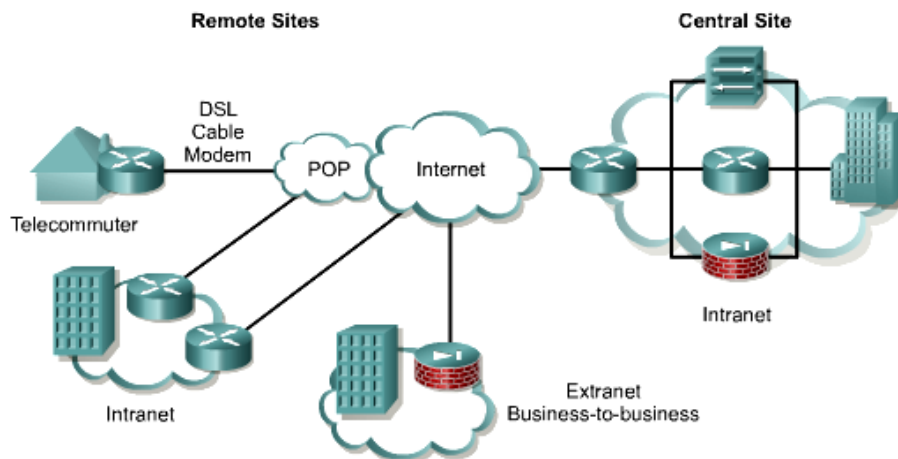 Remote Sites
Central Site
DSL
Cable
Modem
POP
Internet
Telecommuter
Intranet
Intranet
Extranet
Business-to-business